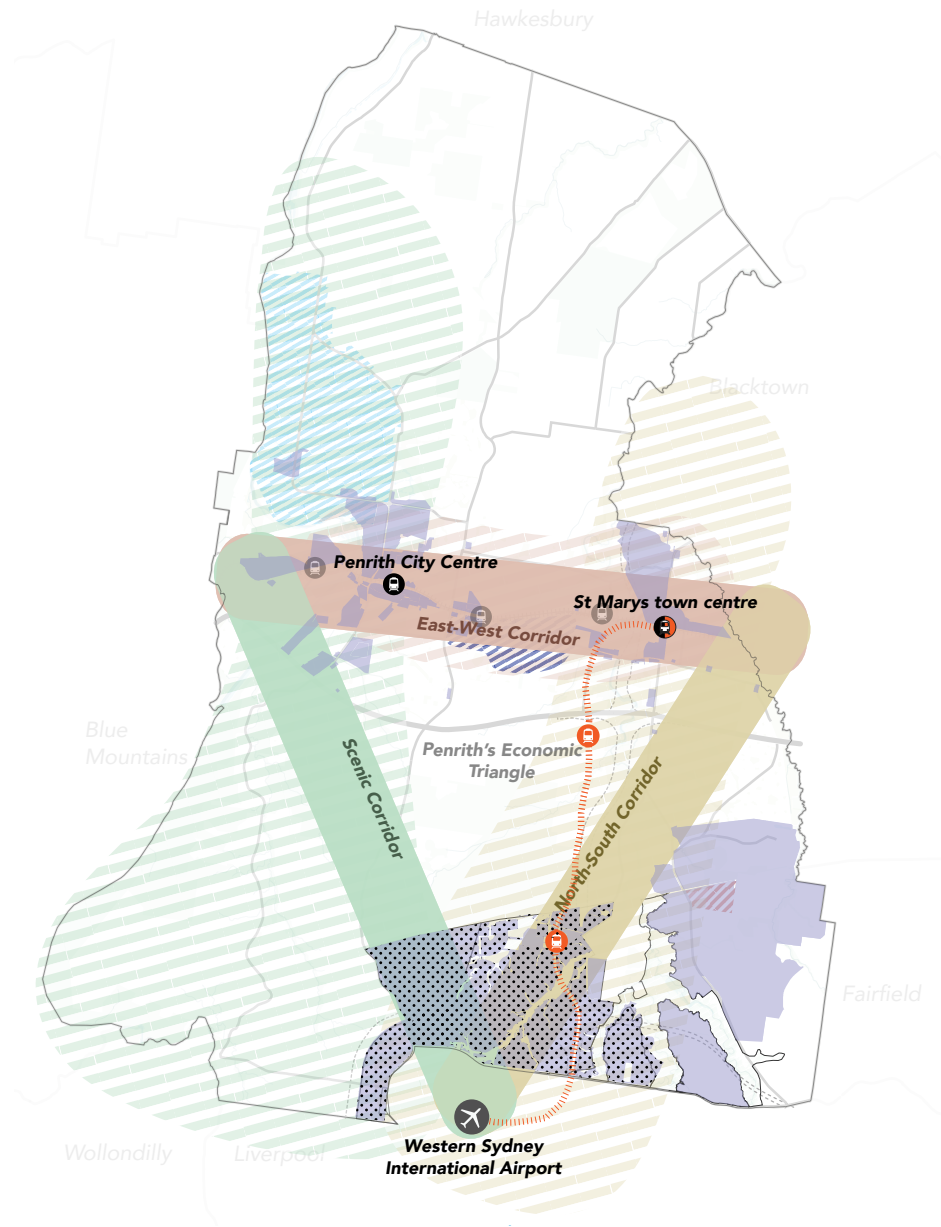 Hawkesbury
Blacktown
Penrith City Centre
St Marys town centre
East-West Corridor
Blue
Mountains
Penrith's Economic
Triangle
Scenic Corridor
North-South Corridor
Fairfield
Wollondilly
Liverpool
Western Sydney
International Airport